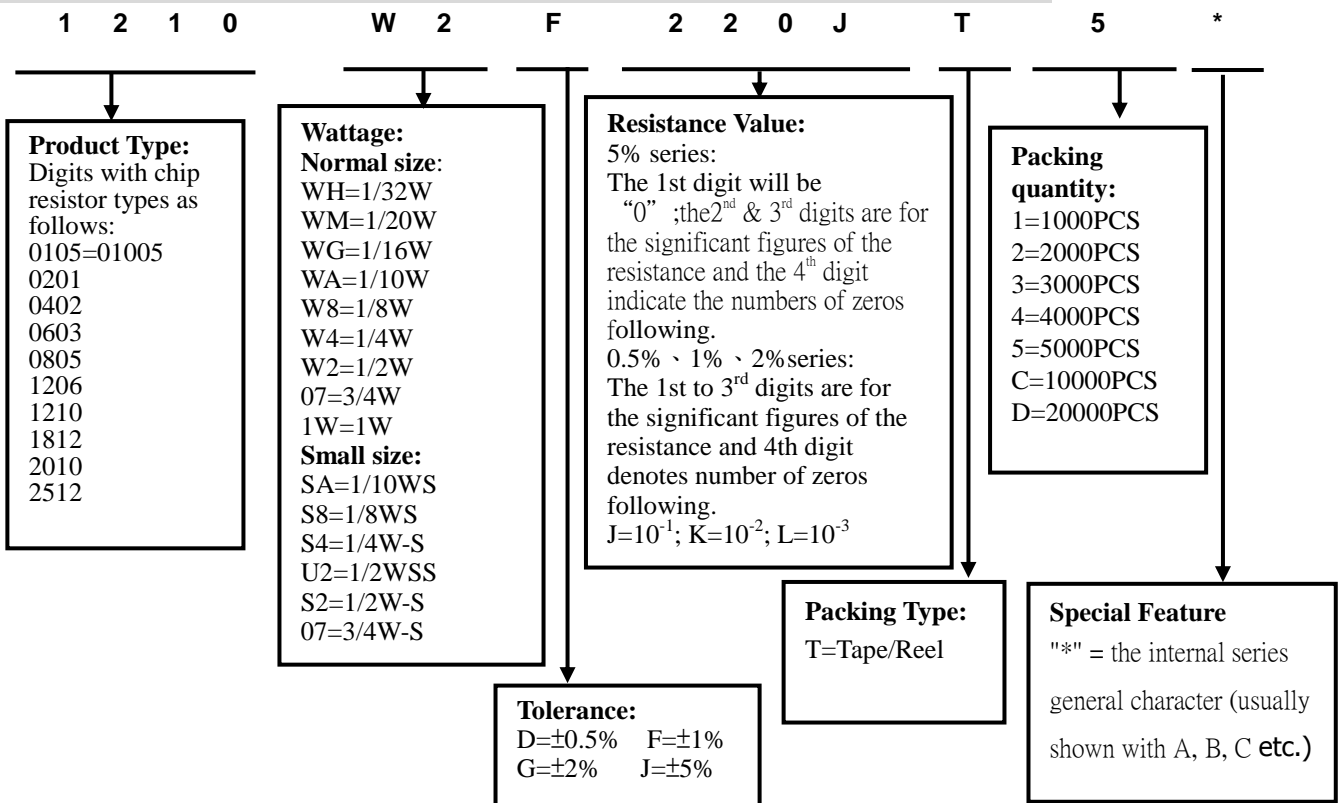 1 2 1 0 W 2 F 2 2 0 J T 5 *
Product Type:
Digits with chip
resistor types as
follows:
0105=01005
0201
0402
0603
0805
1206
1210
1812
2010
2512
Wattage:
Normal size:
WH=1/32W
WM=1/20W
WG=1/16W
WA=1/10W
W8=1/8W
W4=1/4W
W2=1/2W
07=3/4W
1W=1W
Small size:
SA=1/10WS
S8=1/8WS
S4=1/4W-S
U2=1/2WSS
S2=1/2W-S
07=3/4W-S
Tolerance:
D=±0.5% F=±1%
G=±2% J=±5%
Resistance Value:
5% series:
The 1st digit will be
“0” ;the2nd & 3rd digits are for
the significant figures of the
resistance and the 4th digit
indicate the numbers of zeros
following.
0.5%、1%、2%series:
The 1st to 3rd digits are for
the significant figures of the
resistance and 4th digit
denotes number of zeros
following.
J=10-1; K=10-2; L=10-3
Packing Type:
T=Tape/Reel
Packing
quantity:
1=1000PCS
2=2000PCS
3=3000PCS
4=4000PCS
5=5000PCS
C=10000PCS
D=20000PCS
Special Feature
"*" = the internal series
general character (usually
shown with A, B, C etc.)